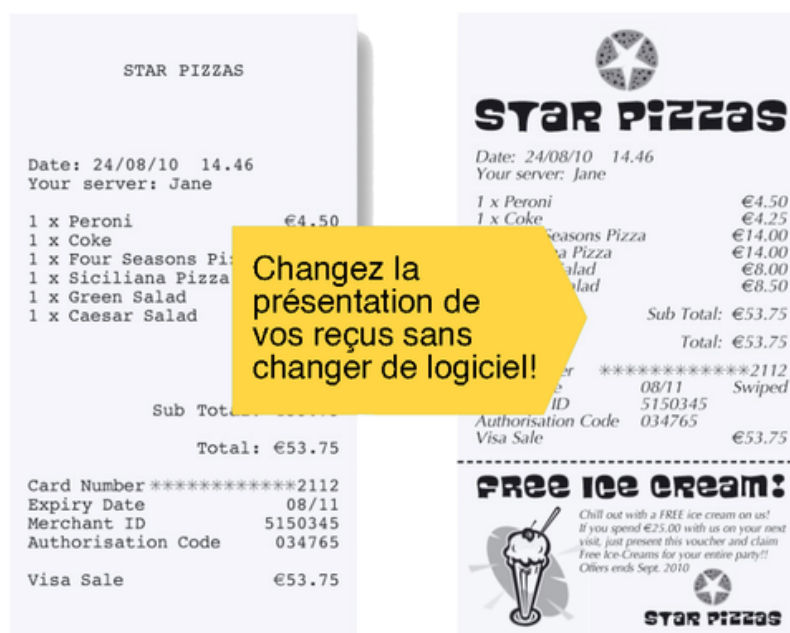 STAR PIZZAS
Date: 24/08/10 14.46
Your server: Jane
1 x Peroni €4.50
1 x Coke
1 x Four Seasons
1 x Siciliana Pizza
1 x Green Salad
1 x Caesar Salad
Sub
Total: €53.75
Card Number ************2112
Expiry Date 08/11
Merchant ID 5150345
Authorisation Code 034765
Visa Sale €53.75
Changez la
présentation de
vos reçus sans
changer de logiciel!
STAR PIZZAS
Date: 24/08/10 14.46
Your server: Jane
1 x Peroni €4.50
1 x Coke €4.25
Seasons Pizza €14.00
Pizza €14.00
€8.00
€8.50
Sub Total: €53.75
Total: €53.75
************2112
08/11 Swiped
ID 5150345
Authorisation Code 034765
Visa Sale €53.75
FREE ICE CREAM!
Chill out with a FREE ice cream on us!
If you spend €25.00 with us on your next
visit, just present this voucher and claim
Free Ice-Creams for your entire party!!
Offers ends Sept. 2010
STAR PIZZAS